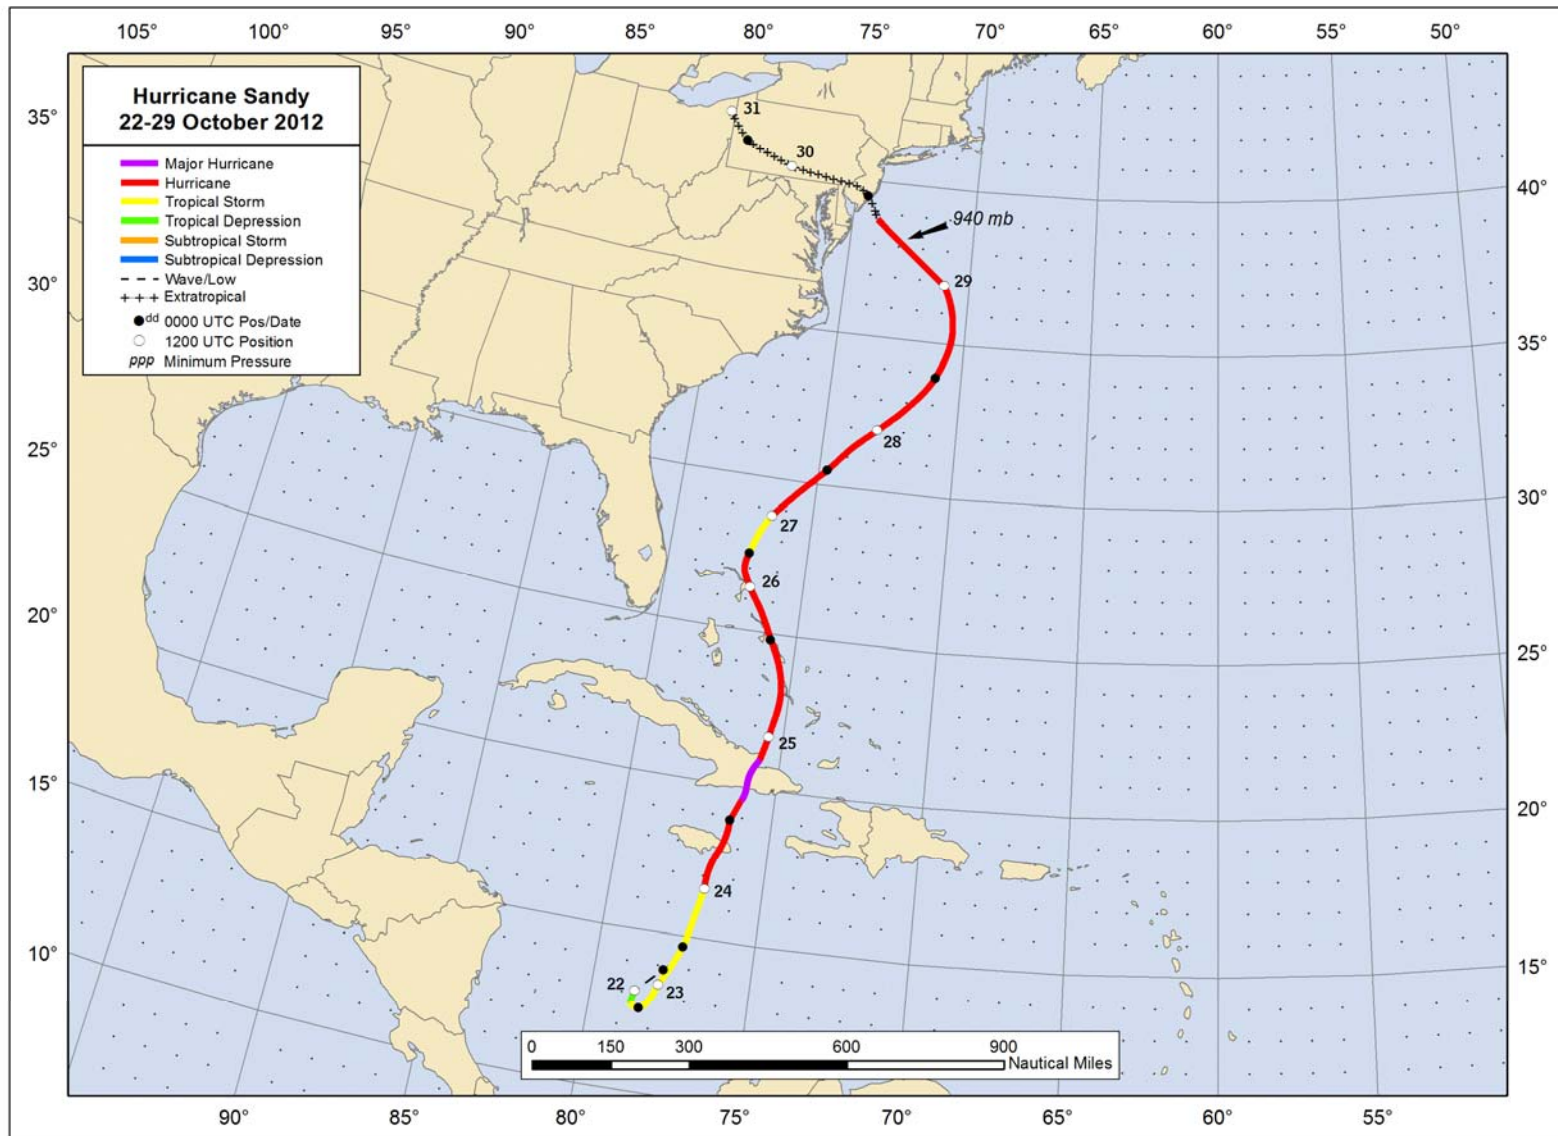 105° 100° 95° 90° 85° 80° 75° 70° 65° 60° 55° 50°
Hurricane Sandy
22-29 October 2012
Major Hurricane
Hurricane
Tropical Storm
Tropical Depression
Subtropical Storm
Subtropical Depression
Wave/Low
Extratropical
dd 0000 UTC Pos/Date
1200 UTC Position
ppp Minimum Pressure
35°
30°
25°
20°
15°
10°
31
30
940 mb
29
28
27
26
25
24
22
23
40°
35°
30°
25°
20°
15°
0 150 300 600 900
Nautical Miles
90° 85° 80° 75° 70° 65° 60° 55°